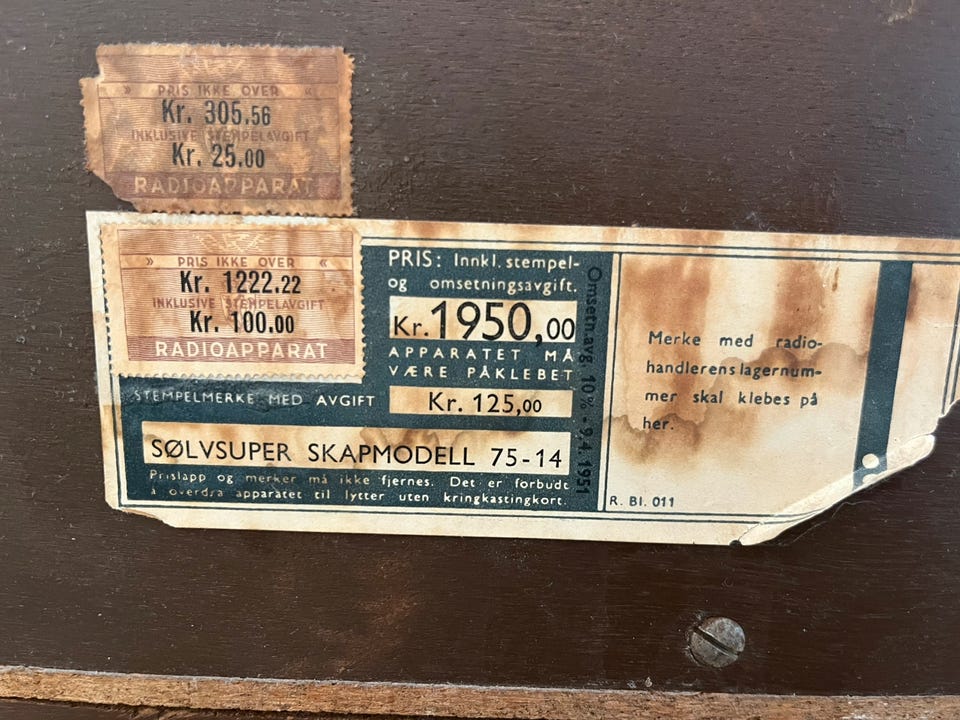 » PRIS IKKE OVER «
Kr. 305.56
INKLUSIVE STEMPELAVGIFT
Kr. 25.00
RADIOAPPARAT
» PRIS IKKE OVER «
Kr. 1222.22
INKLUSIVE STEMPELAVGIFT
Kr. 100.00
RADIOAPPARAT
PRIS: Innkl. stempel-
og omsetningsavgift.
Kr. 1950,00
APPARATET MÅ
VÆRE PÅKLEBET
STEMPELMERKE MED AVGIFT Kr. 125,00
SØLVSUPER SKAPMODELL 75-14
Prislapp og merker må ikke fjernes. Det er forbudt
å overdra apparatet til lytter uten kringkastingkort.
Omsetn.avg. 10% - 9.4.1951
Merke med radio-
handlerens lagernum-
mer skal klebes på
her.
R. Bl. 011